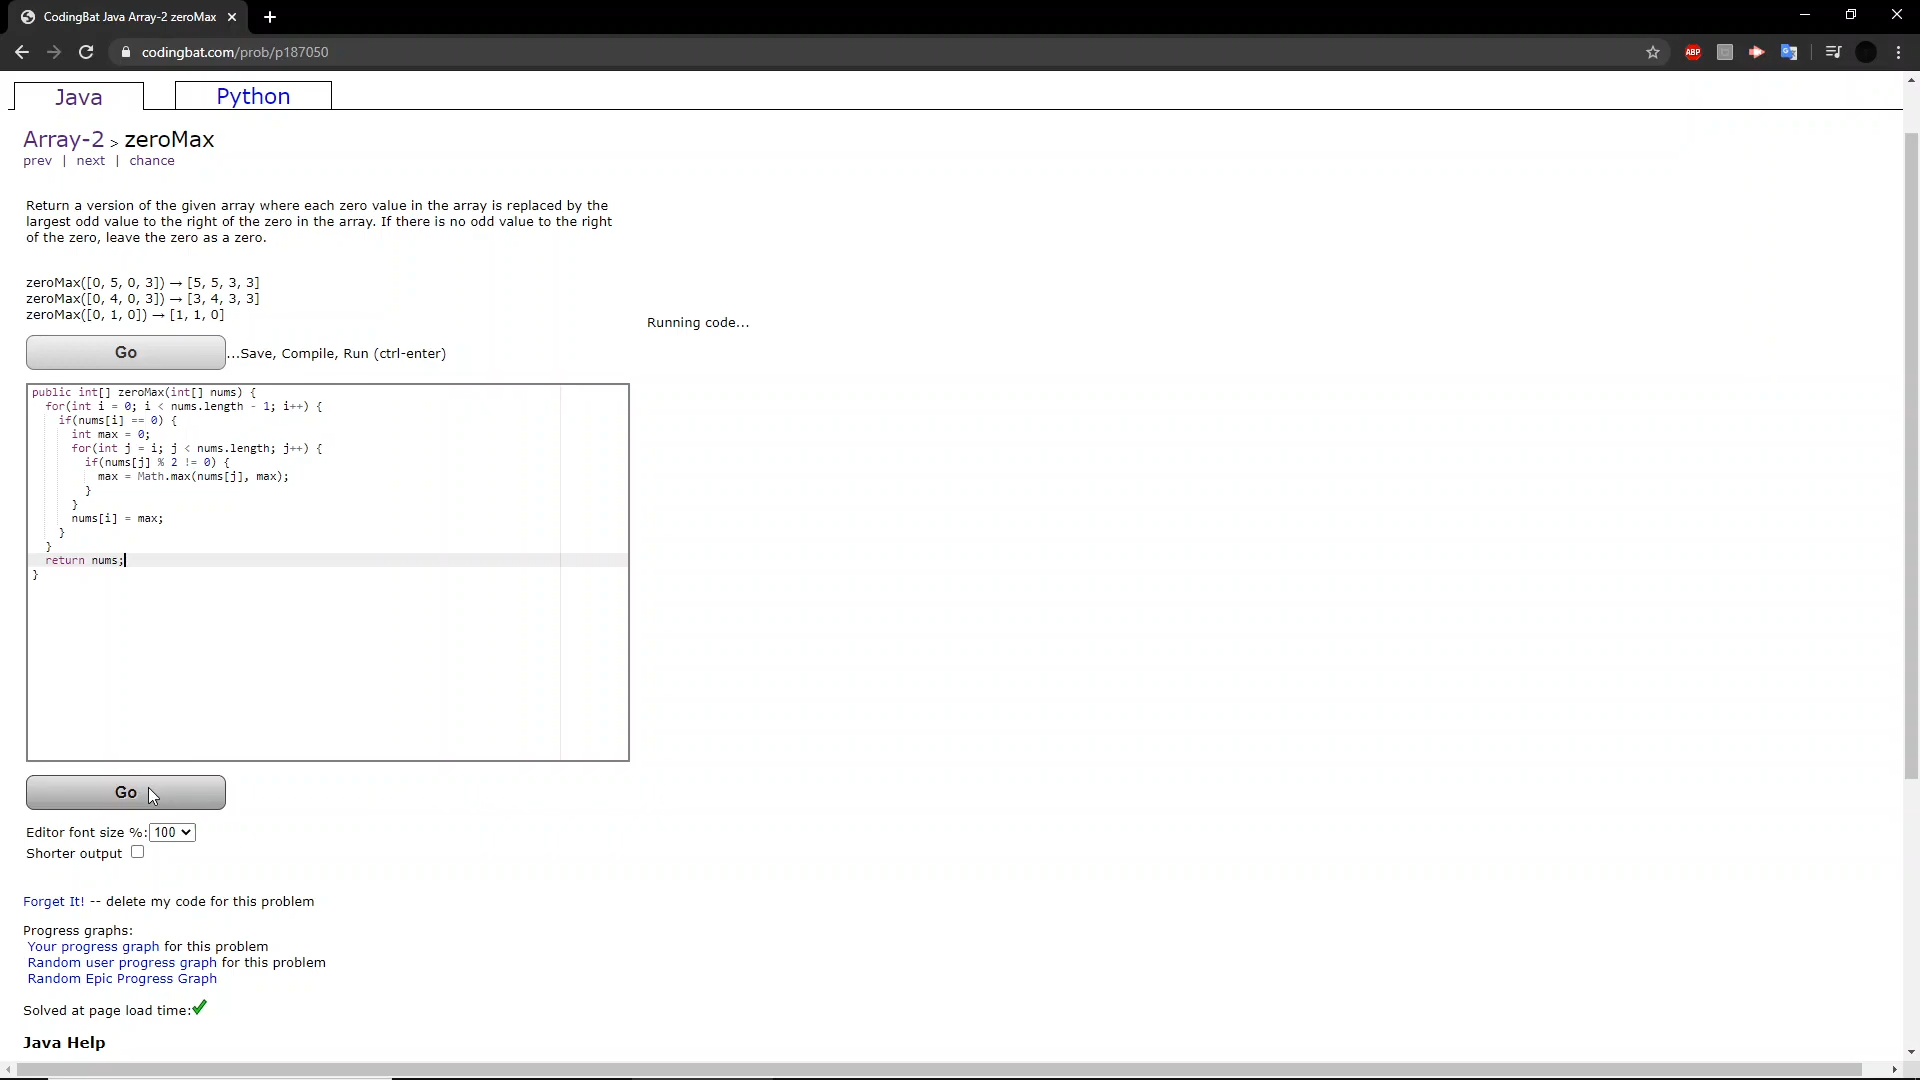 CodingBat Java Array-2 zeroMax
codingbat.com/prob/p187050
ABP
Java
Python
Array-2 > zeroMax
prev | next | chance
Return a version of the given array where each zero value in the array is replaced by the
largest odd value to the right of the zero in the array. If there is no odd value to the right
of the zero, leave the zero as a zero.
zeroMax([0, 5, 0, 3]) → [5, 5, 3, 3]
zeroMax([0, 4, 0, 3]) → [3, 4, 3, 3]
zeroMax([0, 1, 0]) → [1, 1, 0]
Running code...
Go
...Save, Compile, Run (ctrl-enter)
public int[] zeroMax(int[] nums) {
for(int i = 0; i < nums.length - 1; i++) {
if(nums[i] == 0) {
int max = 0;
for(int j = i; j < nums.length; j++) {
if(nums[j] % 2 != 0) {
max = Math.max(nums[j], max);
}
}
nums[i] = max;
}
}
return nums;
}
Go
Editor font size %: 100
Shorter output
Forget It! -- delete my code for this problem
Progress graphs:
Your progress graph for this problem
Random user progress graph for this problem
Random Epic Progress Graph
Solved at page load time:
Java Help